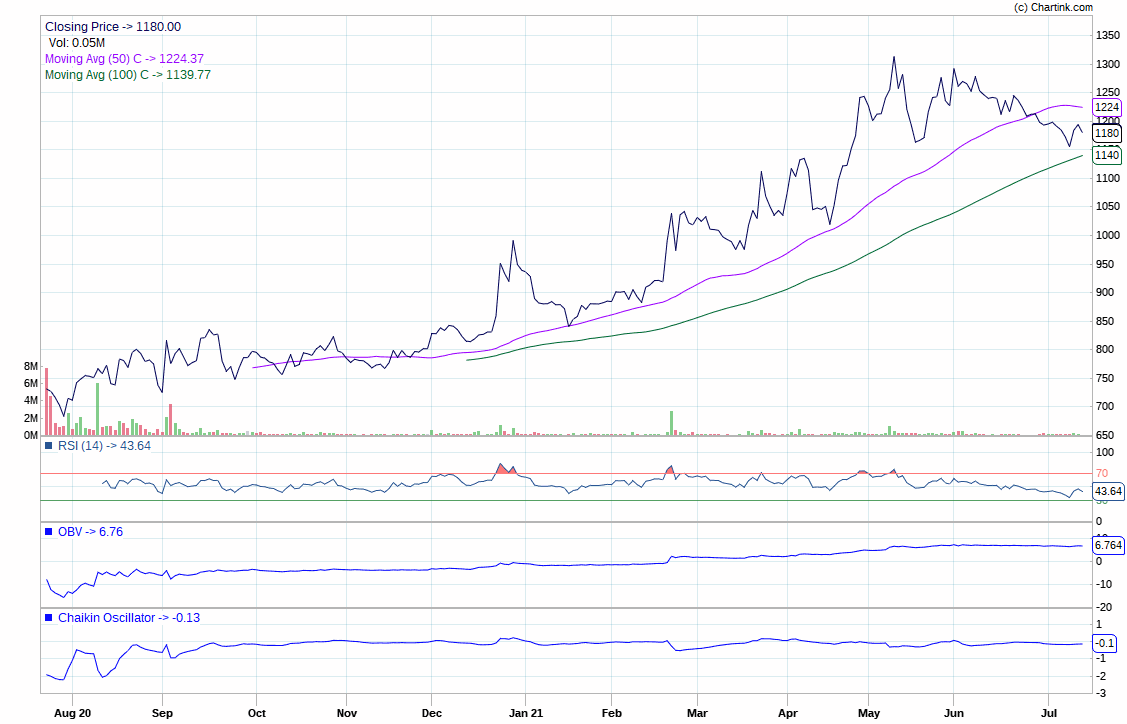 (c) Chartink.com
Closing Price -> 1180.00
Vol: 0.05M
Moving Avg (50) C -> 1224.37
Moving Avg (100) C -> 1139.77
1350
1300
1250
1224
1200
1180
1140
1100
1050
1000
950
900
850
800
750
700
650
8M
6M
4M
2M
0M
RSI (14) -> 43.64
100
70
43.64
0
OBV -> 6.76
6.764
0
-10
-20
Chaikin Oscillator -> -0.13
1
-0.1
-1
-2
-3
Aug 20 Sep Oct Nov Dec Jan 21 Feb Mar Apr May Jun Jul